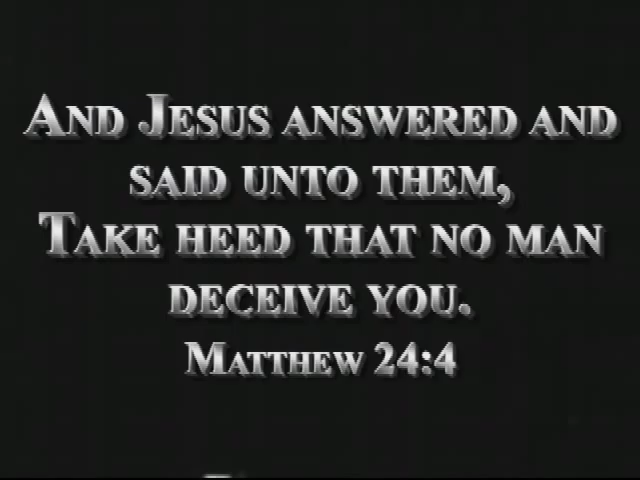 And Jesus answered and
said unto them,
Take heed that no man
deceive you.
Matthew 24:4